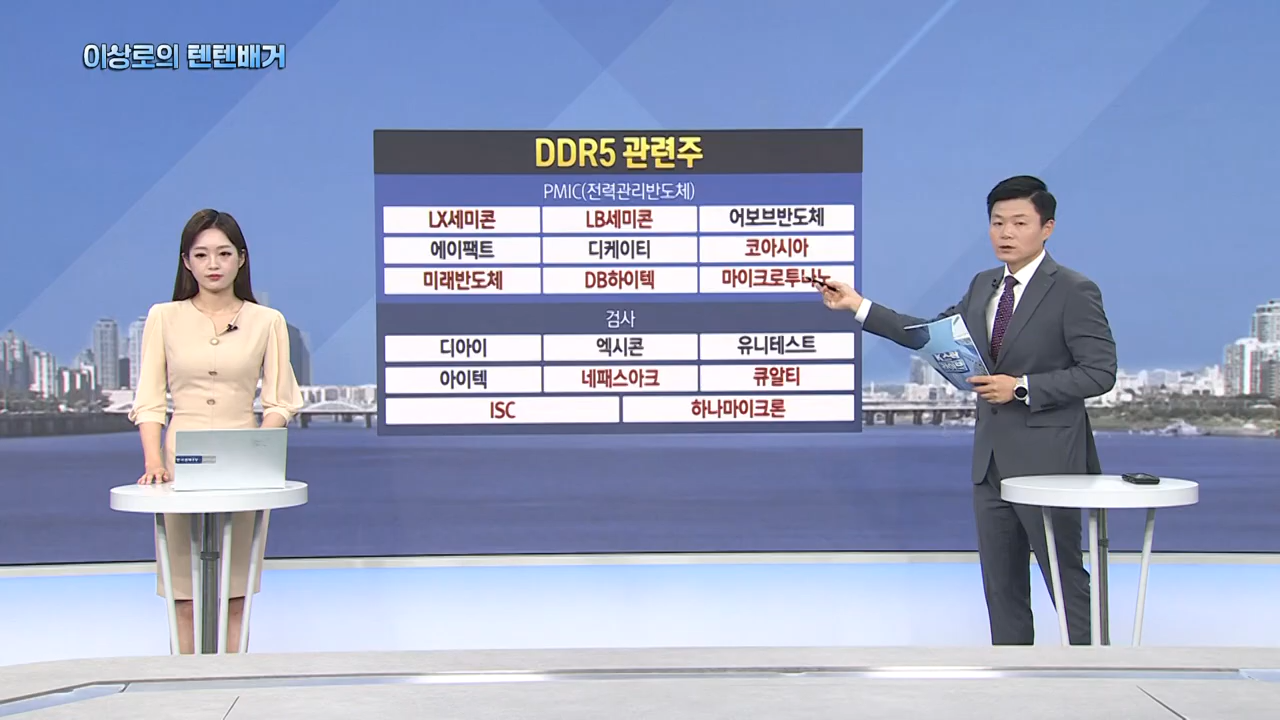 이상로의 텐텐배거
DDR5 관련주
PMIC(전력관리반도체)
LX세미콘 LB세미콘 어보브반도체
에이팩트 디케이티 코아시아
미래반도체 DB하이텍 마이크로투나노
검사
디아이 엑시콘 유니테스트
아이텍 네패스아크 큐알티
ISC 하나마이크론